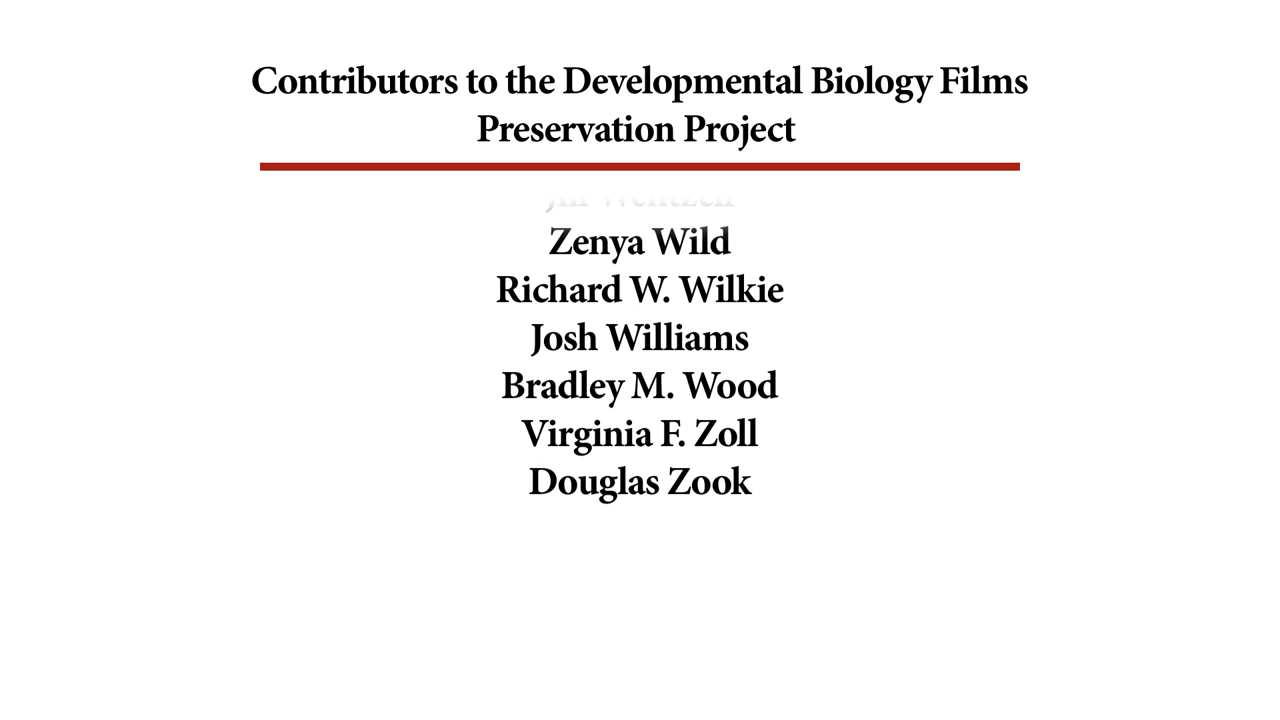 Contributors to the Developmental Biology Films
Preservation Project
Zenya Wild
Richard W. Wilkie
Josh Williams
Bradley M. Wood
Virginia F. Zoll
Douglas Zook